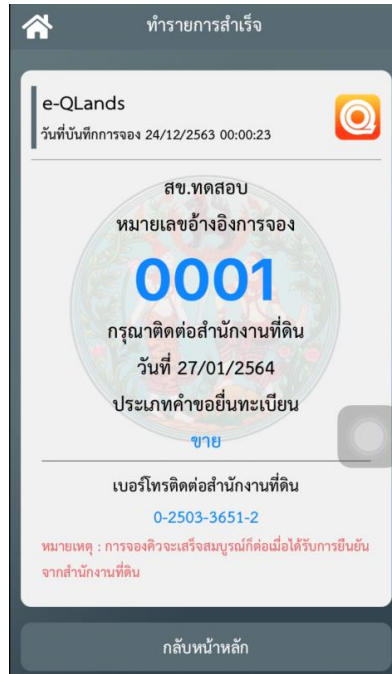 ทำรายการสำเร็จ
e-QLands
วันที่บันทึกการจอง 24/12/2563 00:00:23
สข.ทดสอบ
หมายเลขอ้างอิงการจอง
0001
กรุณาติดต่อสำนักงานที่ดิน
วันที่ 27/01/2564
ประเภทคำขอยื่นทะเบียน
ขาย
เบอร์โทรติดต่อสำนักงานที่ดิน
0-2503-3651-2
หมายเหตุ : การจองคิวจะเสร็จสมบูรณ์ก็ต่อเมื่อได้รับการยืนยัน
จากสำนักงานที่ดิน
กลับหน้าหลัก